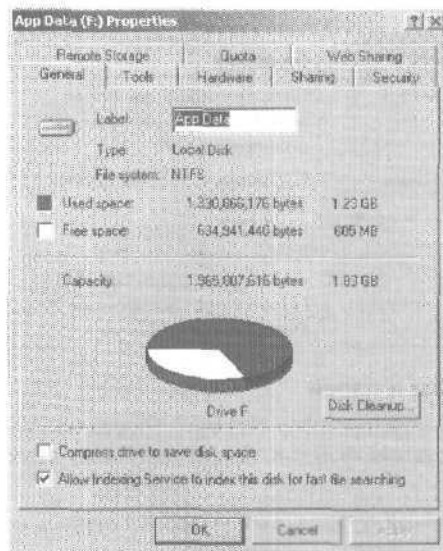 App Data (F:) Properties
Remote Storage Quota Web Sharing
General Tools Hardware Sharing Security
Label: App Data
Type: Local Disk
File system: NTFS
Used space: 1,330,866,176 bytes 1.23 GB
Free space: 634,941,440 bytes 605 MB
Capacity: 1,965,807,616 bytes 1.83 GB
Drive F
Disk Cleanup...
Compress drive to save disk space
Allow Indexing Service to index this disk for fast file searching
OK Cancel Apply